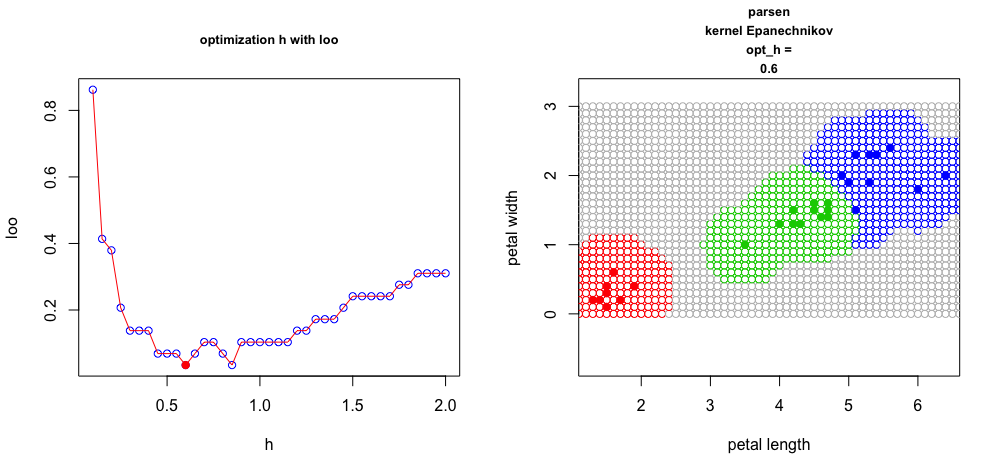 optimization h with loo
loo
0.2
0.4
0.6
0.8
0.5
1.0
1.5
2.0
h
parsen
kernel Epanechnikov
opt_h =
0.6
petal width
0
1
2
3
2
3
4
5
6
petal length